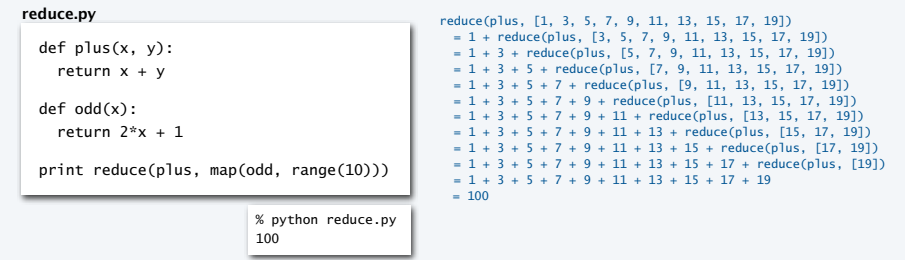 reduce.py
def plus(x, y):
  return x + y
def odd(x):
  return 2*x + 1
print reduce(plus, map(odd, range(10)))
% python reduce.py
100
reduce(plus, [1, 3, 5, 7, 9, 11, 13, 15, 17, 19])
  = 1 + reduce(plus, [3, 5, 7, 9, 11, 13, 15, 17, 19])
  = 1 + 3 + reduce(plus, [5, 7, 9, 11, 13, 15, 17, 19])
  = 1 + 3 + 5 + reduce(plus, [7, 9, 11, 13, 15, 17, 19])
  = 1 + 3 + 5 + 7 + reduce(plus, [9, 11, 13, 15, 17, 19])
  = 1 + 3 + 5 + 7 + 9 + reduce(plus, [11, 13, 15, 17, 19])
  = 1 + 3 + 5 + 7 + 9 + 11 + reduce(plus, [13, 15, 17, 19])
  = 1 + 3 + 5 + 7 + 9 + 11 + 13 + reduce(plus, [15, 17, 19])
  = 1 + 3 + 5 + 7 + 9 + 11 + 13 + 15 + reduce(plus, [17, 19])
  = 1 + 3 + 5 + 7 + 9 + 11 + 13 + 15 + 17 + reduce(plus, [19])
  = 1 + 3 + 5 + 7 + 9 + 11 + 13 + 15 + 17 + 19
  = 100